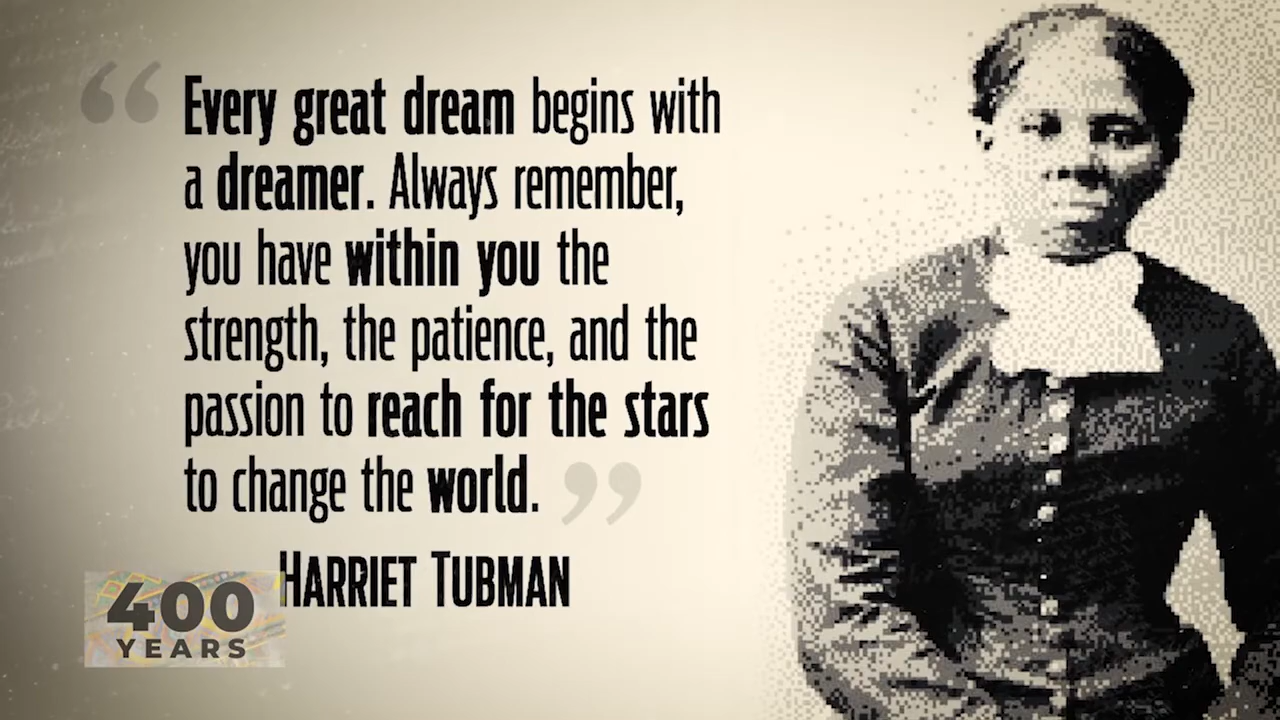 “ Every great dream begins with
a dreamer. Always remember,
you have within you the
strength, the patience, and the
passion to reach for the stars
to change the world. ”
HARRIET TUBMAN
400
YEARS